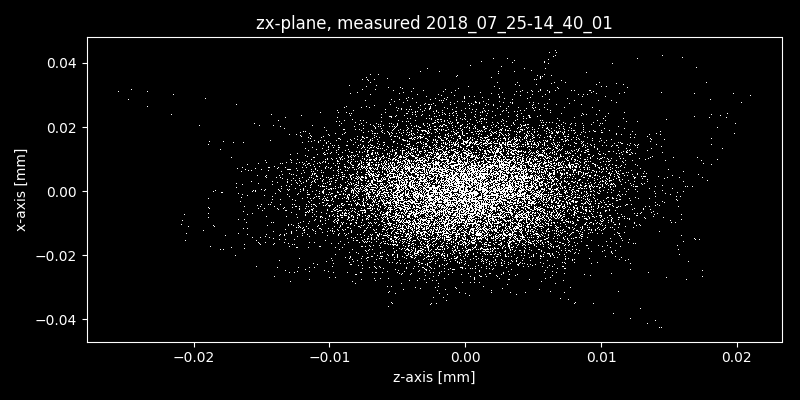 zx-plane, measured 2018_07_25-14_40_01
0.04
0.02
0.00
−0.02
−0.04
x-axis [mm]
−0.02 −0.01 0.00 0.01 0.02
z-axis [mm]